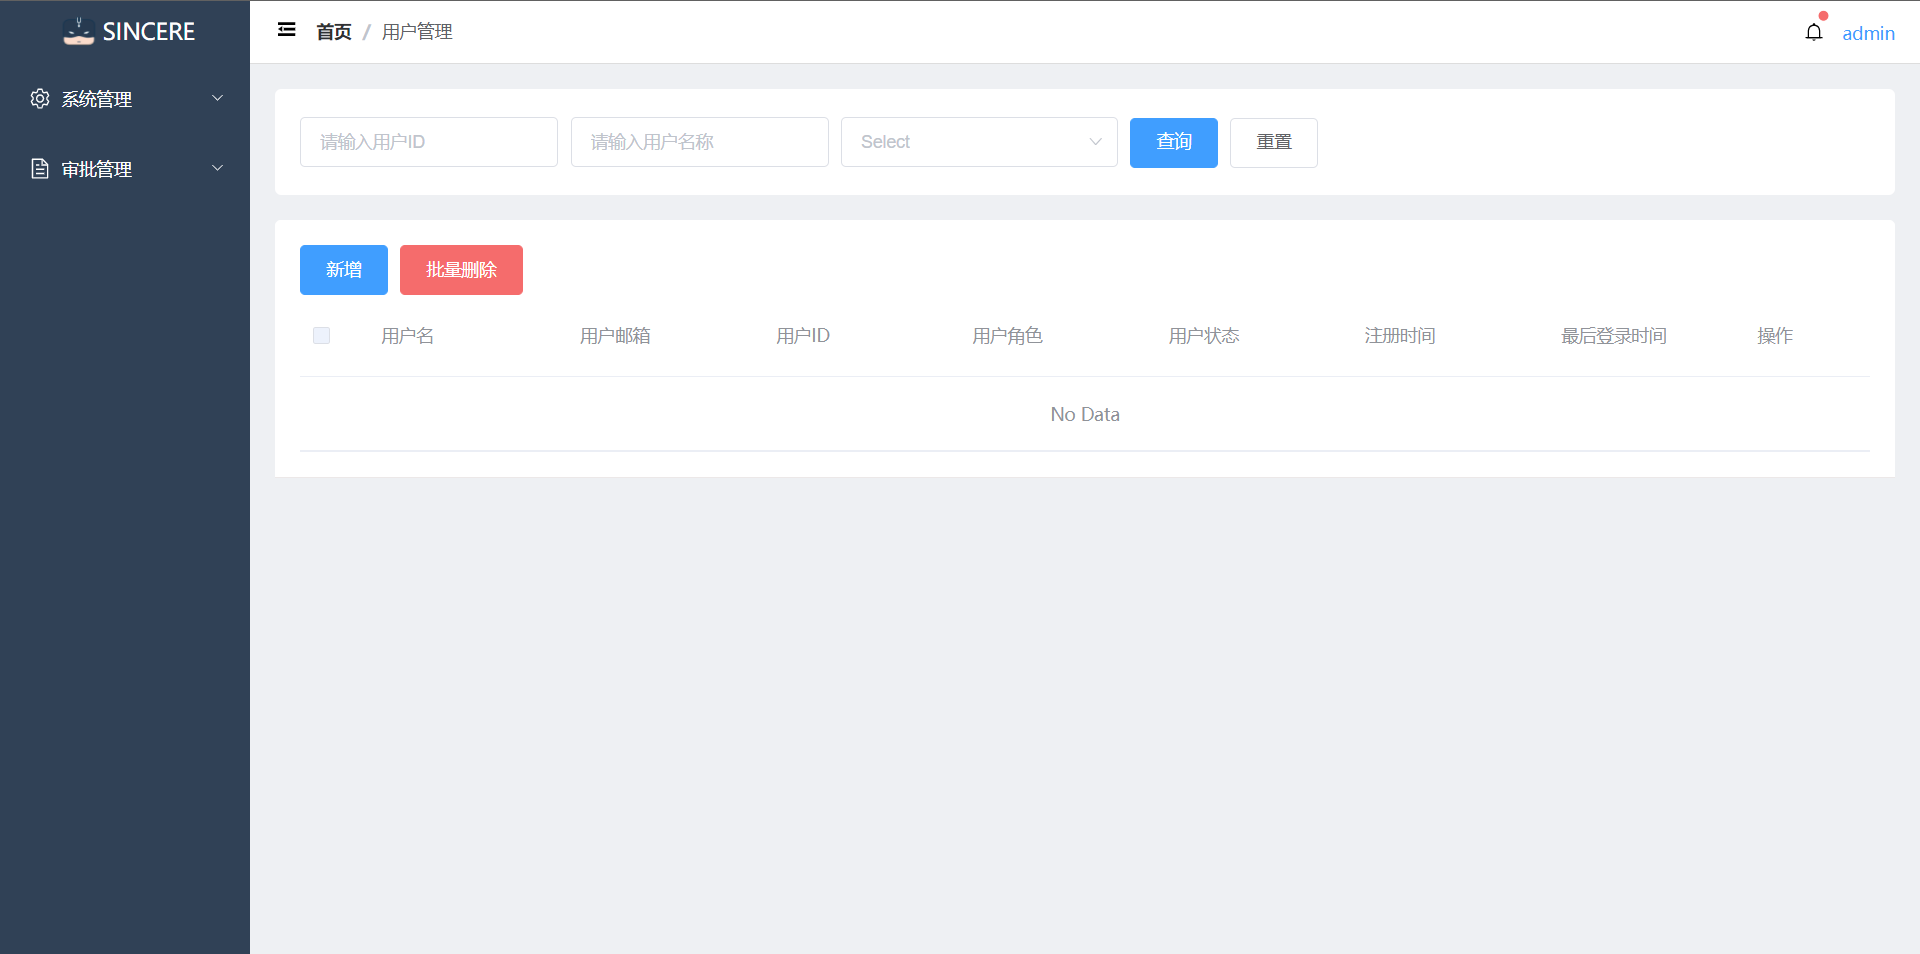 SINCERE
系统管理
审批管理
首页 / 用户管理
admin
请输入用户ID 请输入用户名称 Select 查询 重置
新增 批量删除
用户名 用户邮箱 用户ID 用户角色 用户状态 注册时间 最后登录时间 操作
No Data